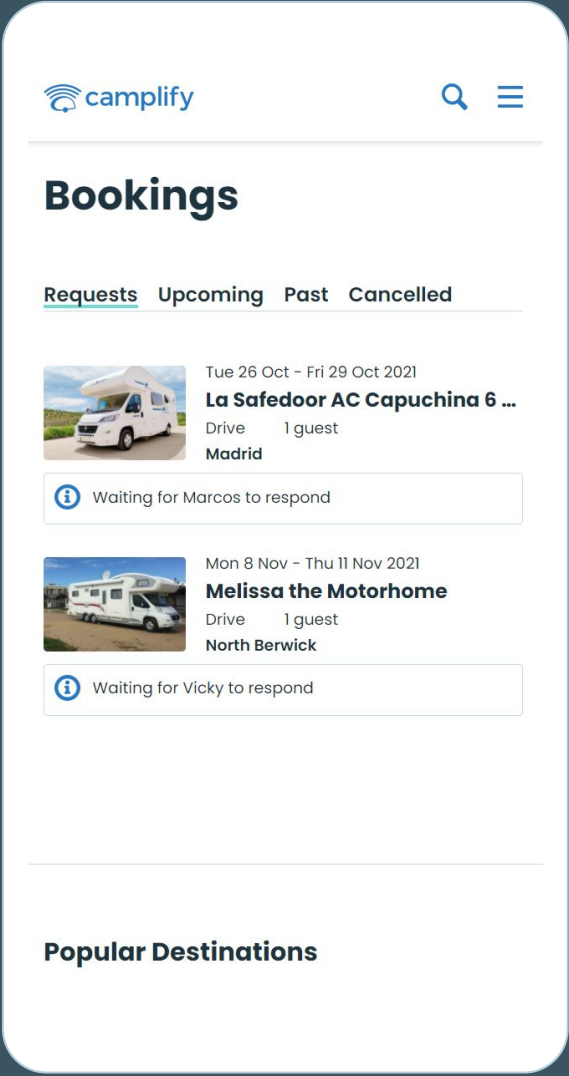 camplify
Bookings
Requests Upcoming Past Cancelled
Tue 26 Oct - Fri 29 Oct 2021
La Safedoor AC Capuchina 6 ...
Drive 1 guest
Madrid
Waiting for Marcos to respond
Mon 8 Nov - Thu 11 Nov 2021
Melissa the Motorhome
Drive 1 guest
North Berwick
Waiting for Vicky to respond
Popular Destinations